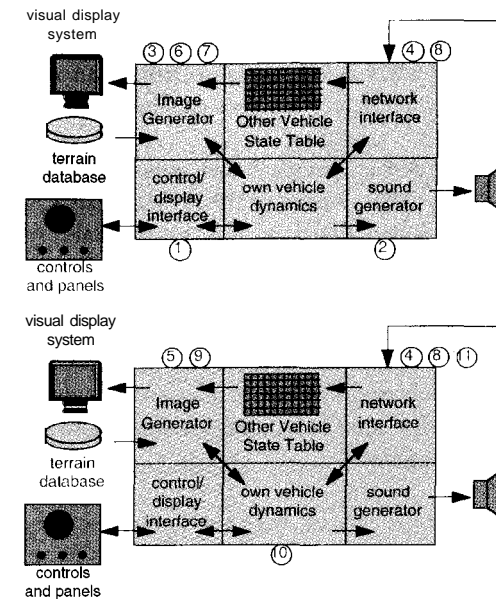 visual display
system
3 6 7
4 8
Image
Generator
Other Vehicle
State Table
network
interface
terrain
database
control/
display
interface
own vehicle
dynamics
sound
generator
1
2
controls
and panels
visual display
system
5 9
4 8 11
Image
Generator
Other Vehicle
State Table
network
interface
terrain
database
control/
display
interface
own vehicle
dynamics
sound
generator
10
controls
and panels